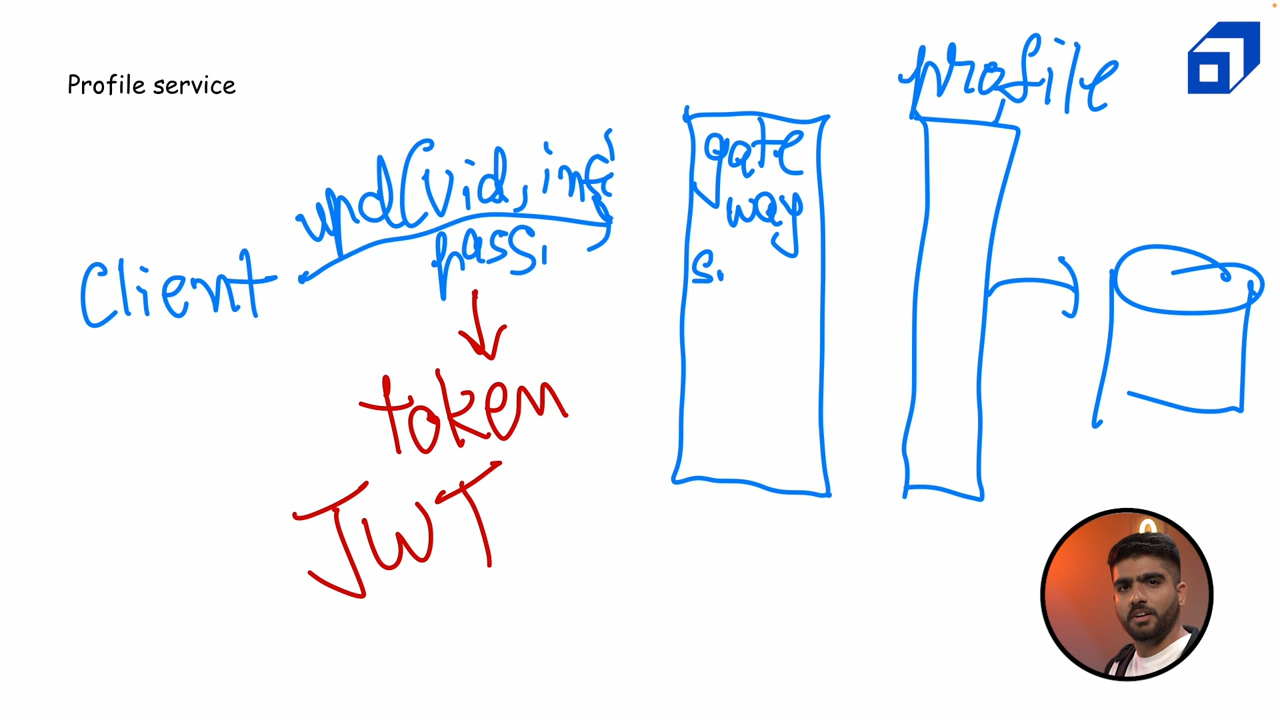 Profile service
profile
gate
way
s.
upd(uid, info
pass.
Client
token
JWT